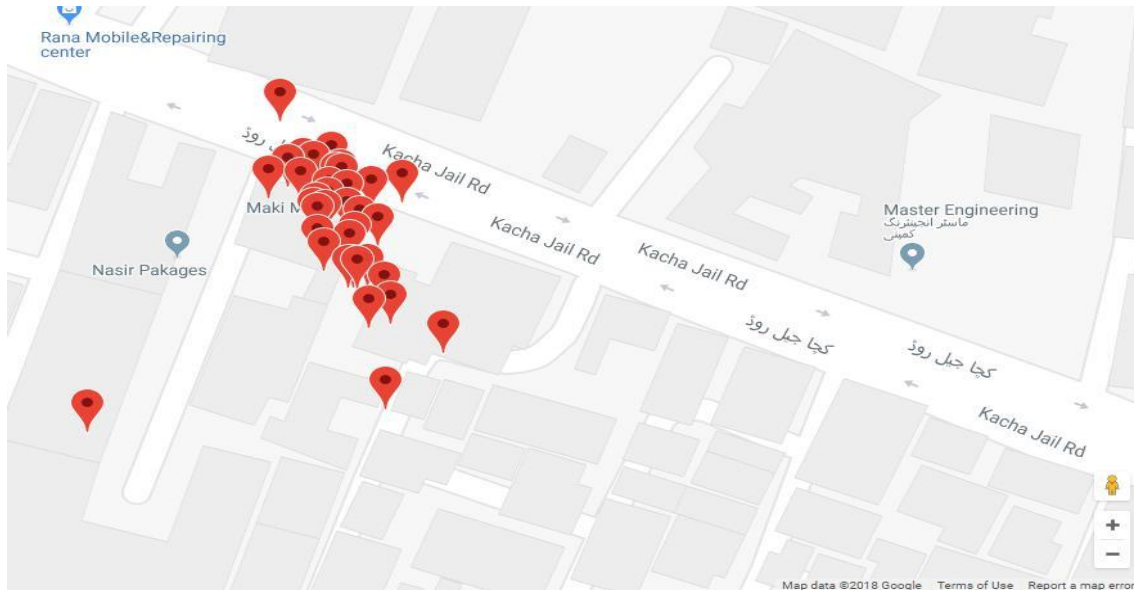 Rana Mobile&Repairing
center
روڈ
Kacha Jail Rd
Maki M
Kacha Jail Rd
Kacha Jail Rd
Master Engineering
ماسٹر انجینئرنگ
کمپنی
Nasir Pakages
کچا جیل روڈ
کچا جیل روڈ
Kacha Jail Rd
Map data ©2018 Google
Terms of Use
Report a map error